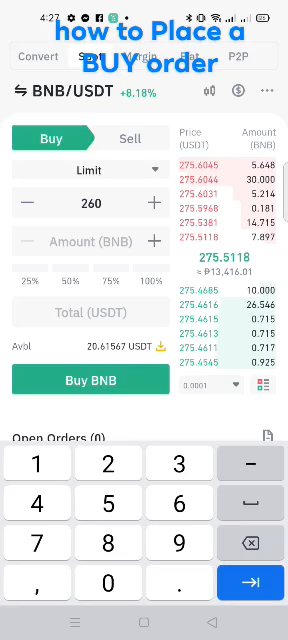 4:27
how to Place a
BUY order
Convert Spot Margin Fiat P2P
BNB/USDT +8.18%
Buy Sell
Limit
260
Amount (BNB)
25% 50% 75% 100%
Total (USDT)
Avbl 20.61567 USDT
Buy BNB
Price (USDT) Amount (BNB)
275.6045 5.648
275.6044 30.000
275.6031 5.214
275.5968 0.181
275.5381 14.715
275.5118 7.897
275.5118
≈ ₱13,416.01
275.4685 10.000
275.4616 26.546
275.4615 0.715
275.4613 0.715
275.4611 0.717
275.4545 0.925
0.0001
Open Orders (0)
1 2 3 –
4 5 6
7 8 9
, 0 .